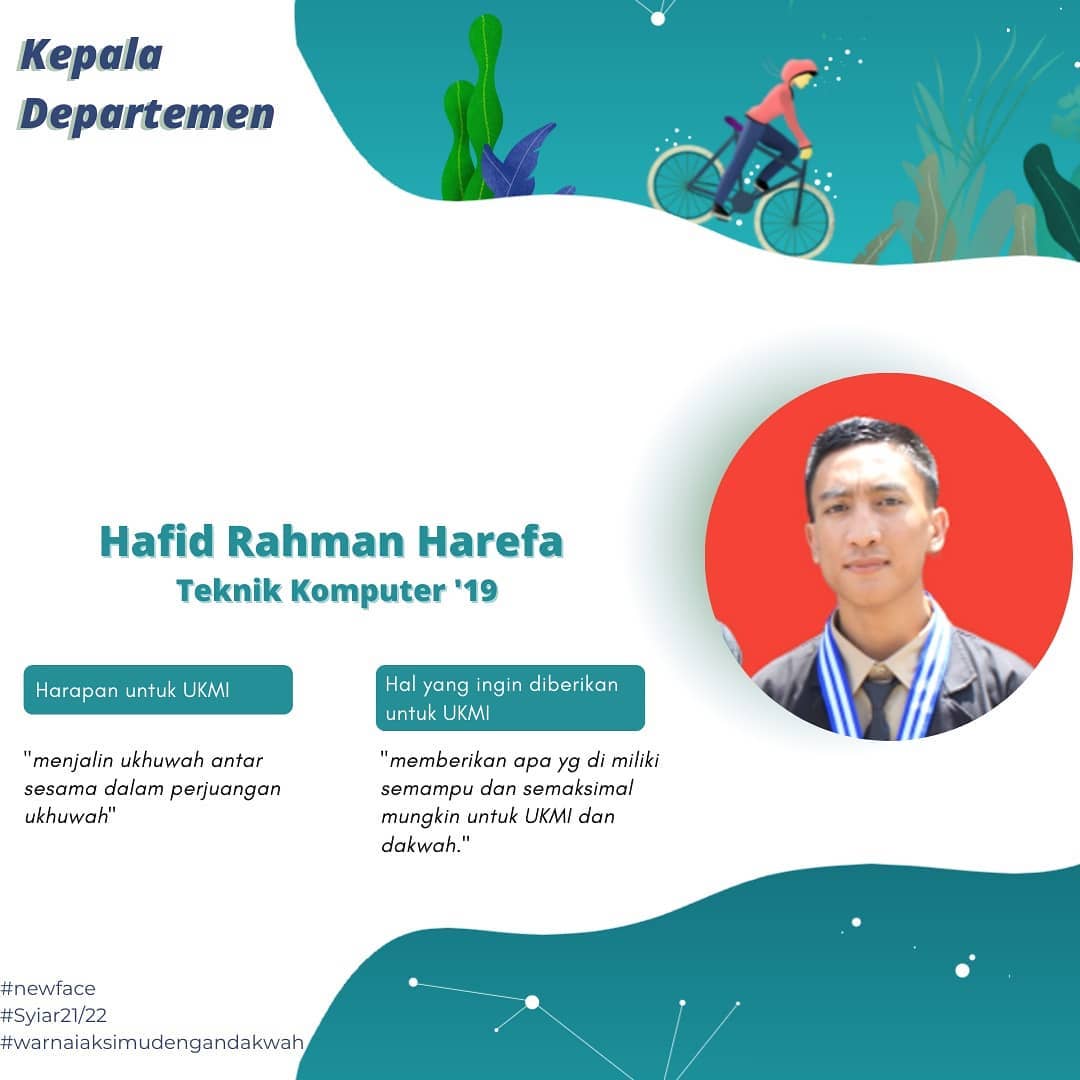 Kepala
Departemen
Hafid Rahman Harefa
Teknik Komputer '19
Harapan untuk UKMI
"menjalin ukhuwah antar
sesama dalam perjuangan
ukhuwah"
Hal yang ingin diberikan
untuk UKMI
"memberikan apa yg di miliki
semampu dan semaksimal
mungkin untuk UKMI dan
dakwah."
#newface
#Syiar21/22
#warnaiaksimudengandakwah